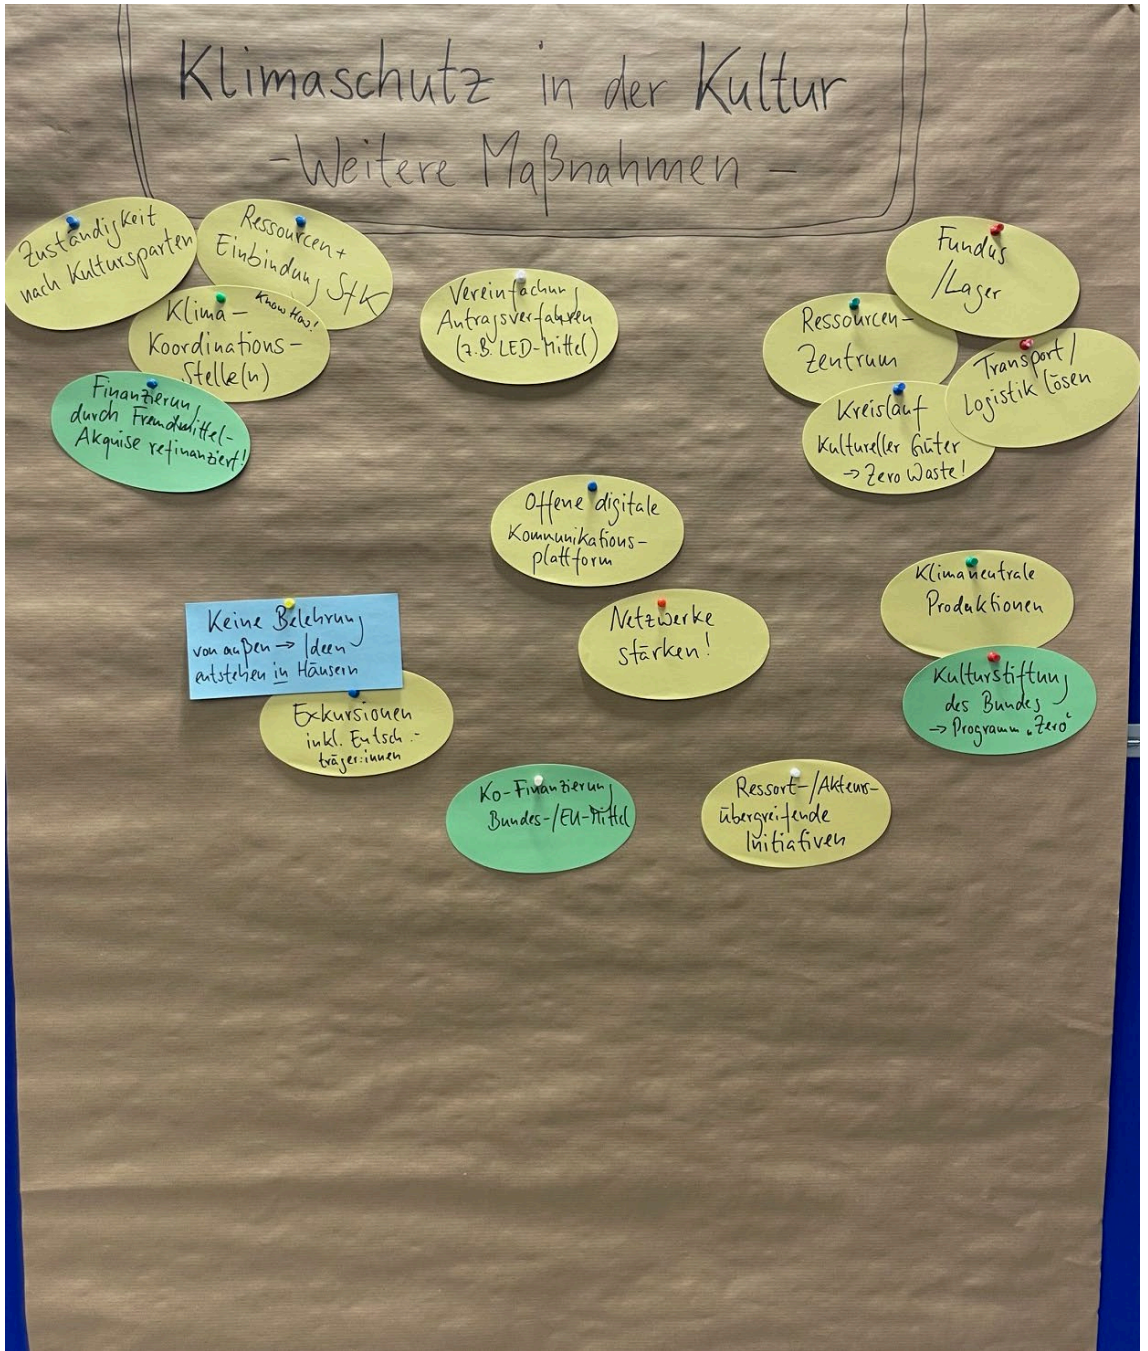 Klimaschutz in der Kultur
- Weitere Maßnahmen -
Zuständigkeit
nach Kultursparten
Ressourcen +
Einbindung SfK
Know How!
Klima-
Koordinations-
Stelle(n)
Finanzierung
durch Fremdmittel-
Akquise refinanziert!
Vereinfachung
Antragsverfahren
(z.B. LED-Mittel)
Fundus
/Lager
Ressourcen-
Zentrum
Transport/
Logistik lösen
Kreislauf
Kultureller Güter
→ Zero Waste!
Offene digitale
Kommunikations-
plattform
Netzwerke
stärken!
Klimaneutrale
Produktionen
Kulturstiftung
des Bundes
→ Programm „Zero"
Keine Belehrung
von außen → Ideen
entstehen in Häusern
Exkursionen
inkl. Entsch.-
träger:innen
Ko-Finanzierung
Bundes-/EU-Mittel
Ressort-/Akteurs-
übergreifende
Initiativen